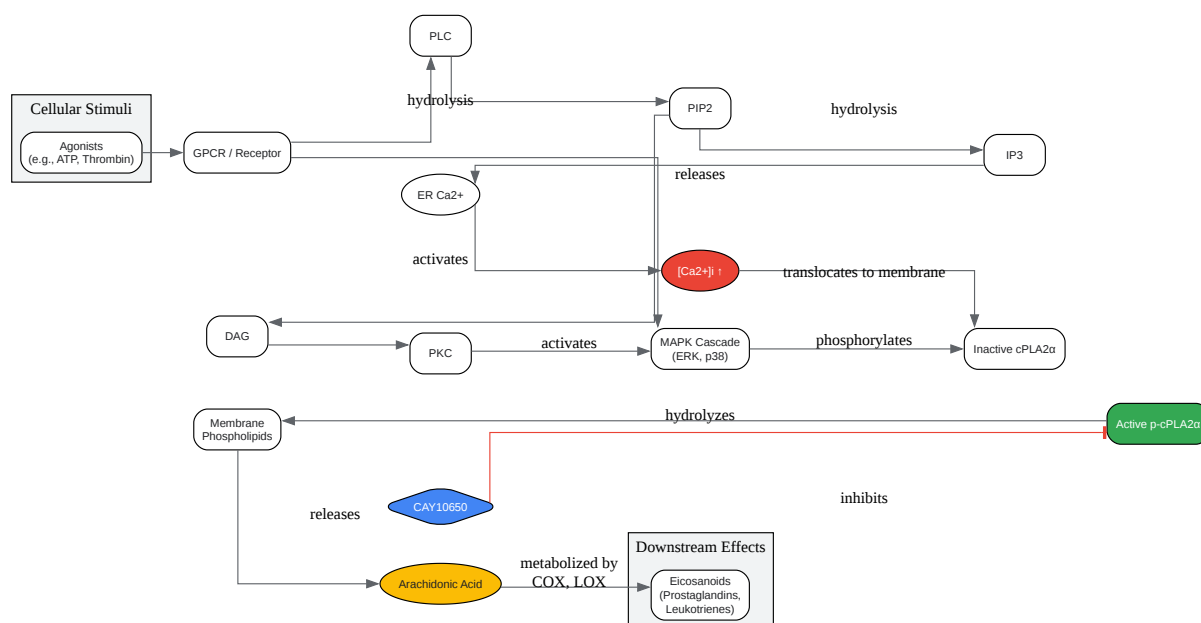 PLC
hydrolysis
PIP2
hydrolysis
Cellular Stimuli
Agonists
(e.g., ATP, Thrombin)
GPCR / Receptor
IP3
releases
ER Ca2+
activates
[Ca2+]i ↑
translocates to membrane
DAG
PKC
activates
MAPK Cascade
(ERK, p38)
phosphorylates
Inactive cPLA2α
Membrane
Phospholipids
hydrolyzes
Active p-cPLA2α
releases
CAY10650
inhibits
Arachidonic Acid
metabolized by
COX, LOX
Downstream Effects
Eicosanoids
(Prostaglandins,
Leukotrienes)